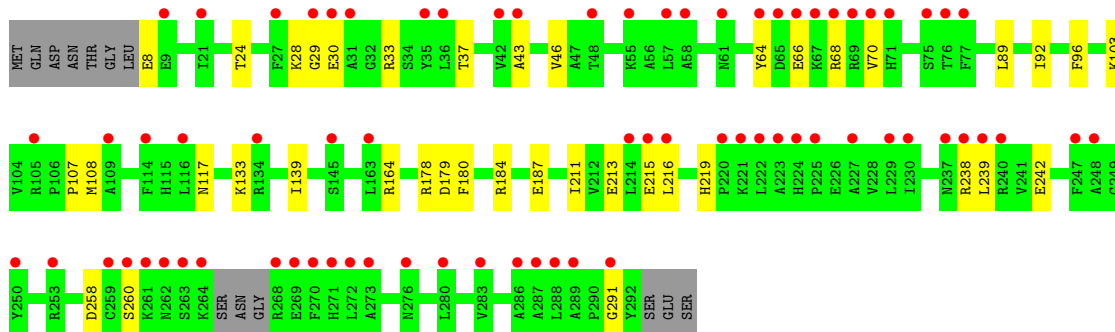 MET GLN ASP ASN THR GLY LEU E8 E9 I21 T24 F27 K28 G29 E30 A31 G32 R33 S34 Y35 L36 T37 V42 A43 V46 A47 T48 K55 A56 L57 A58 N61 Y64 D65 E66 K67 R68 R69 V70 H71 S75 T76 F77 L89 I92 F96 K103
V104 R105 P106 P107 M108 A109 F114 H115 L116 N117 K133 R134 I139 S145 L163 R164 R178 D179 F180 R184 E187 I211 V212 E213 L214 E215 L216 H219 P220 K221 L222 A223 H224 P225 E226 A227 V228 L229 I230 N237 R238 L239 R240 V241 E242 F247 A248 G249
Y250 R253 D258 C259 S260 K261 N262 S263 K264 SER ASN GLY R268 E269 F270 H271 L272 A273 N276 L280 V283 A286 A287 L288 A289 P290 G291 Y292 SER GLU SER